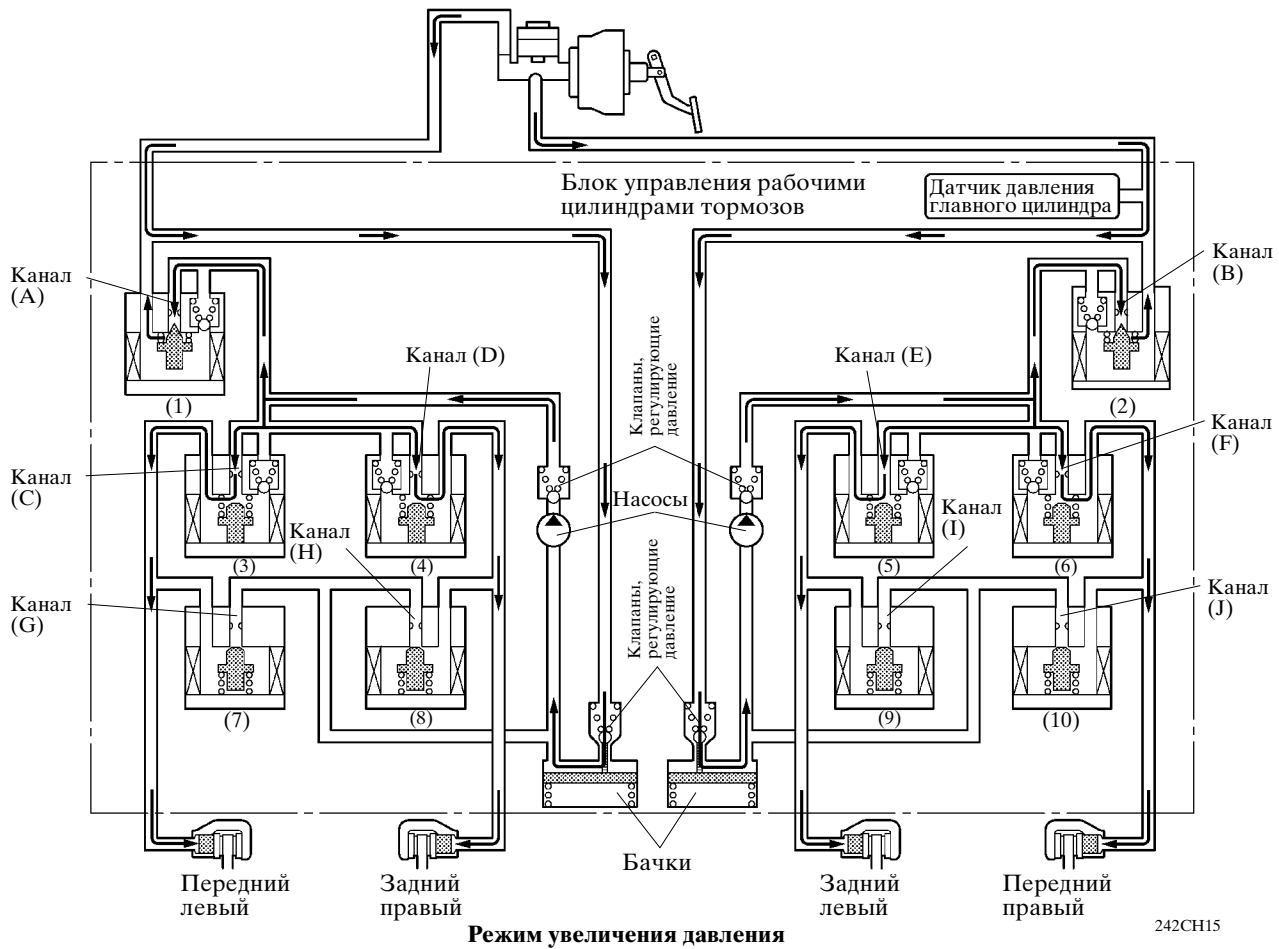 Блок управления рабочими
цилиндрами тормозов
Датчик давления
главного цилиндра
Канал
(A)
Канал
(B)
(1)
Канал (D)
Клапаны,
регулирующие
давление
Канал (E)
(2)
Канал
(C)
Канал
(F)
Насосы
(3)
Канал
(H)
(4)
(5)
Канал
(I)
(6)
Канал
(G)
Клапаны,
регулирующие
давление
Канал
(J)
(7)
(8)
(9)
(10)
Бачки
Передний
левый
Задний
правый
Задний
левый
Передний
правый
Режим увеличения давления
242CH15